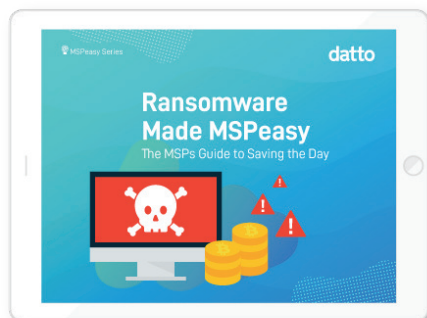 MSPeasy Series
datto
Ransomware
Made MSPeasy
The MSPs Guide to Saving the Day